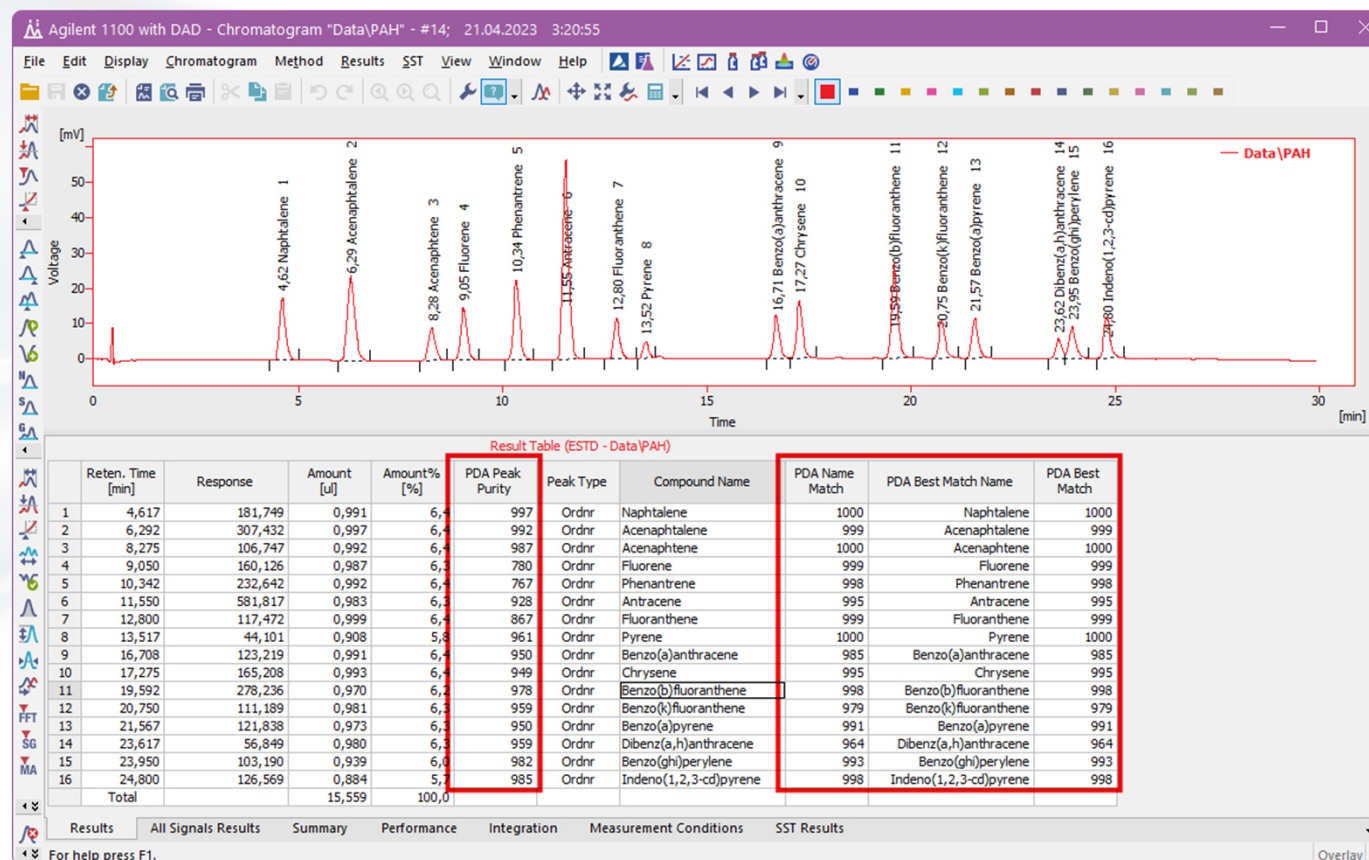 Agilent 1100 with DAD - Chromatogram "Data\PAH" - #14;  21.04.2023  3:20:55
File Edit Display Chromatogram Method Results SST View Window Help
[mV]
Voltage
50
40
30
20
10
0
4,62 Naphtalene 1
6,29 Acenaphtalene 2
8,28 Acenaphtene 3
9,05 Fluorene 4
10,34 Phenantrene 5
11,55 Antracene 6
12,80 Fluoranthene 7
13,52 Pyrene 8
16,71 Benzo(a)anthracene 9
17,27 Chrysene 10
19,59 Benzo(b)fluoranthene 11
20,75 Benzo(k)fluoranthene 12
21,57 Benzo(a)pyrene 13
23,62 Dibenz(a,h)anthracene 14
23,95 Benzo(ghi)perylene 15
24,80 Indeno(1,2,3-cd)pyrene 16
Data\PAH
0 5 10 15 20 25 30
Time
[min]
N
S
G
FFT
SG
MA
Result Table (ESTD - Data\PAH)
Reten. Time [min] Response Amount [ul] Amount% [%] PDA Peak Purity Peak Type Compound Name PDA Name Match PDA Best Match Name PDA Best Match
1 4,617 181,749 0,991 6,4 997 Ordnr Naphtalene 1000 Naphtalene 1000
2 6,292 307,432 0,997 6,4 992 Ordnr Acenaphtalene 999 Acenaphtalene 999
3 8,275 106,747 0,992 6,4 987 Ordnr Acenaphtene 1000 Acenaphtene 1000
4 9,050 160,126 0,987 6,3 780 Ordnr Fluorene 999 Fluorene 999
5 10,342 232,642 0,992 6,4 767 Ordnr Phenantrene 998 Phenantrene 998
6 11,550 581,817 0,983 6,3 928 Ordnr Antracene 995 Antracene 995
7 12,800 117,472 0,999 6,4 867 Ordnr Fluoranthene 999 Fluoranthene 999
8 13,517 44,101 0,908 5,8 961 Ordnr Pyrene 1000 Pyrene 1000
9 16,708 123,219 0,991 6,4 950 Ordnr Benzo(a)anthracene 985 Benzo(a)anthracene 985
10 17,275 165,208 0,993 6,4 949 Ordnr Chrysene 995 Chrysene 995
11 19,592 278,236 0,970 6,2 978 Ordnr Benzo(b)fluoranthene 998 Benzo(b)fluoranthene 998
12 20,750 111,189 0,981 6,3 959 Ordnr Benzo(k)fluoranthene 979 Benzo(k)fluoranthene 979
13 21,567 121,838 0,973 6,3 950 Ordnr Benzo(a)pyrene 991 Benzo(a)pyrene 991
14 23,617 56,849 0,980 6,3 959 Ordnr Dibenz(a,h)anthracene 964 Dibenz(a,h)anthracene 964
15 23,950 103,190 0,939 6,0 982 Ordnr Benzo(ghi)perylene 993 Benzo(ghi)perylene 993
16 24,800 126,569 0,884 5,7 985 Ordnr Indeno(1,2,3-cd)pyrene 998 Indeno(1,2,3-cd)pyrene 998
Total 15,559 100,0
Results All Signals Results Summary Performance Integration Measurement Conditions SST Results
For help press F1.
Overlay